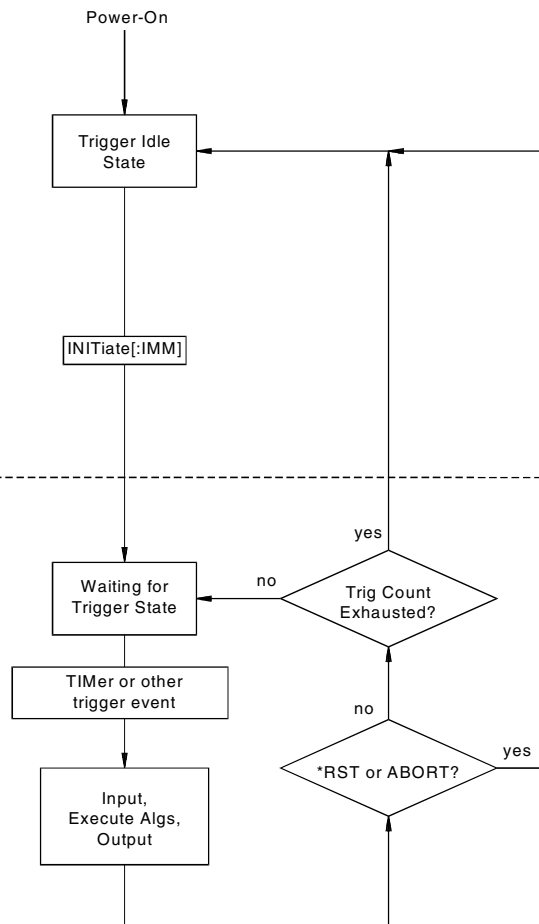 Power-On
Trigger Idle
State
INITiate[:IMM]
yes
no
Waiting for
Trigger State
Trig Count
Exhausted?
TIMer or other
trigger event
no
yes
*RST or ABORT?
Input,
Execute Algs,
Output